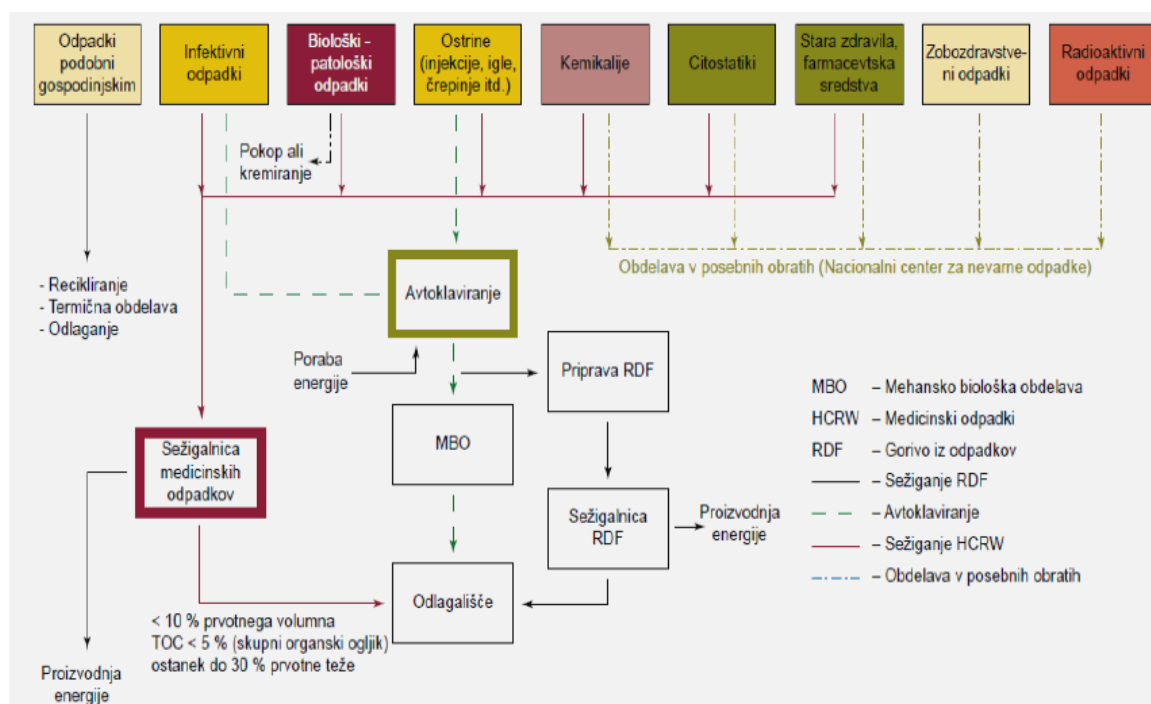 Odpadki
podobni
gospodinjskim
Infektivni
odpadki
Biološki -
patološki
odpadki
Ostrine
(injekcije, igle,
črepinje itd.)
Kemikalije
Citostatiki
Stara zdravila,
farmacevtska
sredstva
Zobozdravstve-
ni odpadki
Radioaktivni
odpadki
Pokop ali
kremiranje
- Recikliranje
- Termična obdelava
- Odlaganje
Avtoklaviranje
Obdelava v posebnih obratih (Nacionalni center za nevarne odpadke)
Poraba
energije
Priprava RDF
MBO
Sežigalnica
medicinskih
odpadkov
Sežigalnica
RDF
Proizvodnja
energije
Odlagališče
< 10 % prvotnega volumna
TOC < 5 % (skupni organski ogljik)
ostanek do 30 % prvotne teže
Proizvodnja
energije
MBO – Mehansko biološka obdelava
HCRW – Medicinski odpadki
RDF – Gorivo iz odpadkov
– Sežiganje RDF
– Avtoklaviranje
– Sežiganje HCRW
– Obdelava v posebnih obratih